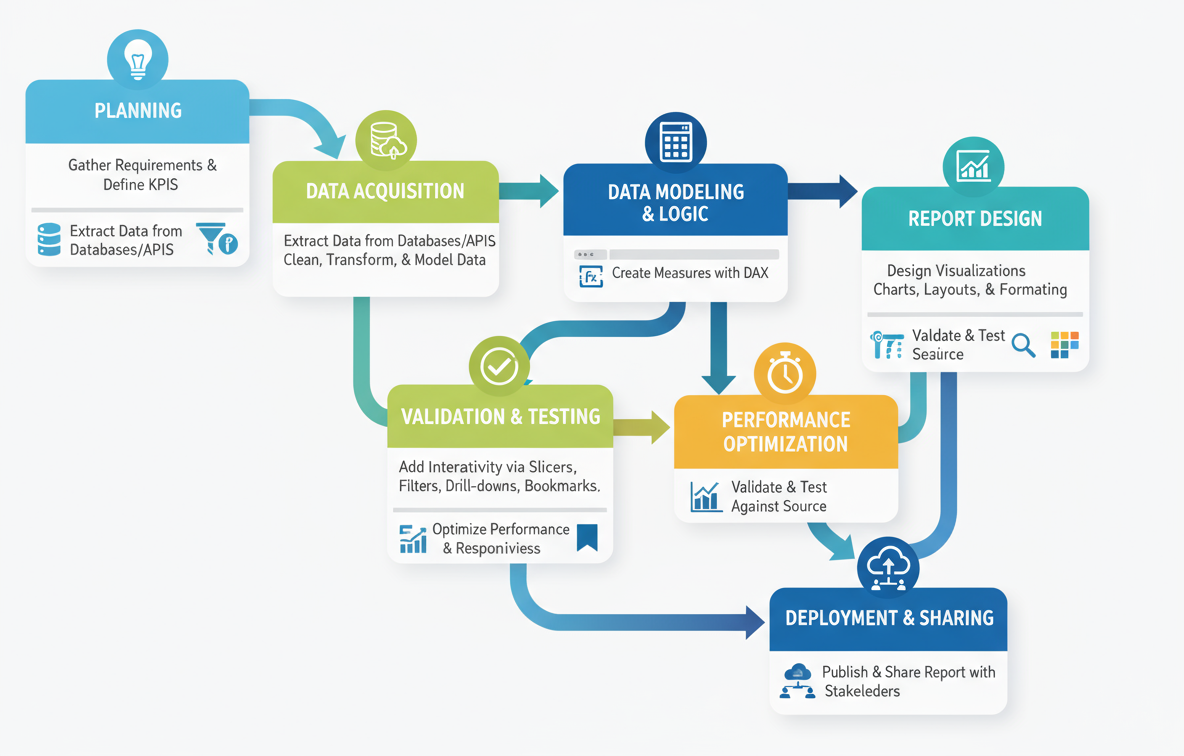 PLANNING
Gather Requirements &
Define KPIS
Extract Data from
Databases/APIS
DATA ACQUISITION
Extract Data from Databases/APIS
Clean, Transform, & Model Data
DATA MODELING
& LOGIC
fx
Create Measures with DAX
REPORT DESIGN
Design Visualizations
Charts, Layouts, & Formating
Valdate & Test
Seaürce
VALIDATION & TESTING
Add Interativity via Slicers,
Filters, Drill-downs, Bookmarks.
Optimize Performance
& Responiviess
PERFORMANCE
OPTIMIZATION
Validate & Test
Against Source
DEPLOYMENT & SHARING
Publish & Share Report with
Stakeleders